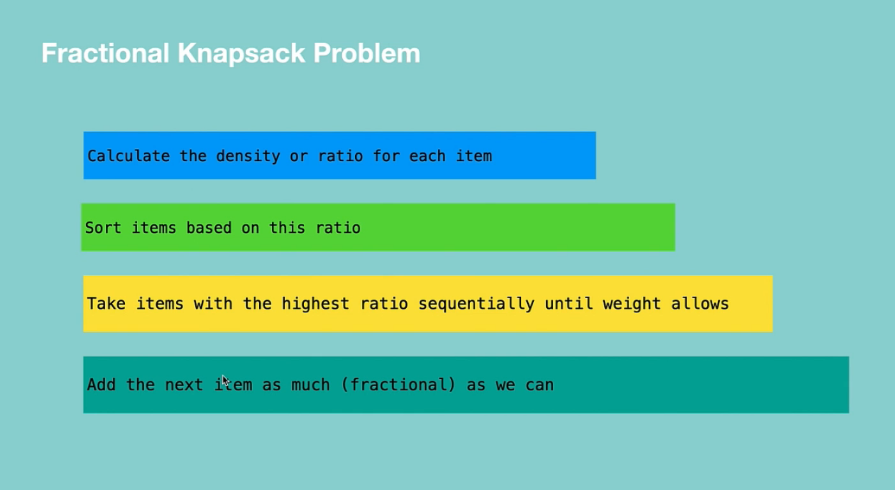 Fractional Knapsack Problem
Calculate the density or ratio for each item
Sort items based on this ratio
Take items with the highest ratio sequentially until weight allows
Add the next item as much (fractional) as we can